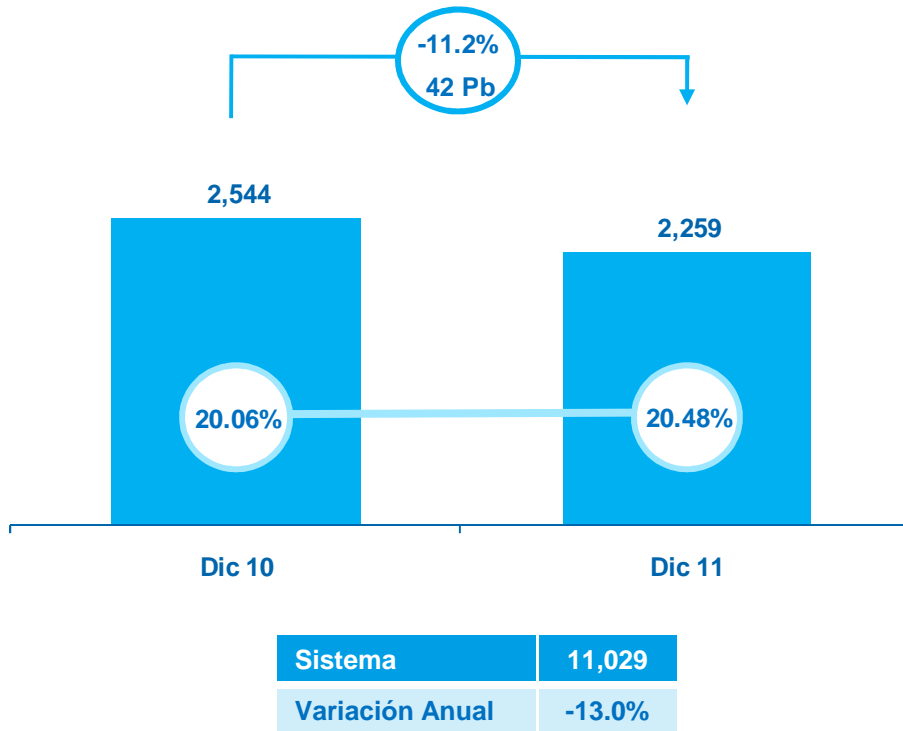 -11.2%
42 Pb
2,544
2,259
20.06%
20.48%
Dic 10
Dic 11
Sistema 11,029
Variación Anual -13.0%